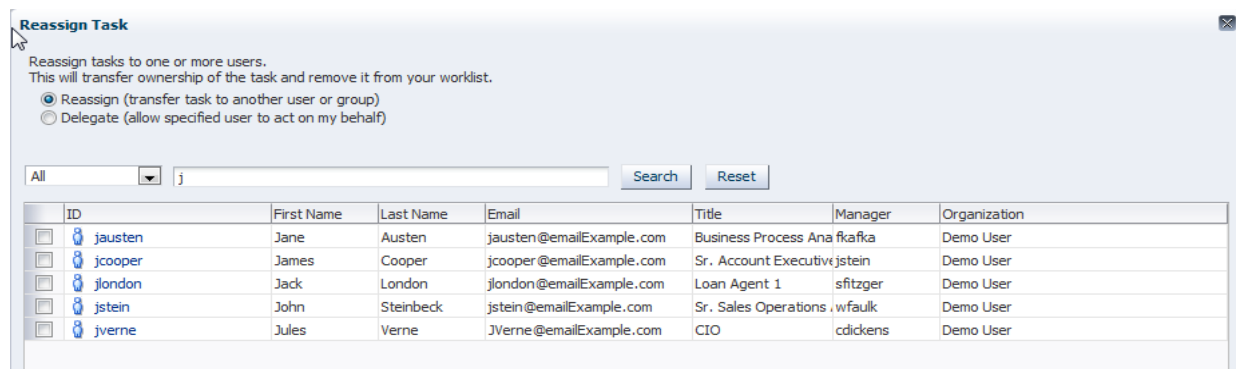 Reassign Task
Reassign tasks to one or more users.
This will transfer ownership of the task and remove it from your worklist.
Reassign (transfer task to another user or group)
Delegate (allow specified user to act on my behalf)
All j Search Reset
ID First Name Last Name Email Title Manager Organization
jausten Jane Austen jausten@emailExample.com Business Process Ana fkafka Demo User
jcooper James Cooper jcooper@emailExample.com Sr. Account Executive jstein Demo User
jlondon Jack London jlondon@emailExample.com Loan Agent 1 sfitzger Demo User
jstein John Steinbeck jstein@emailExample.com Sr. Sales Operations wfaulk Demo User
jverne Jules Verne JVerne@emailExample.com CIO cdickens Demo User